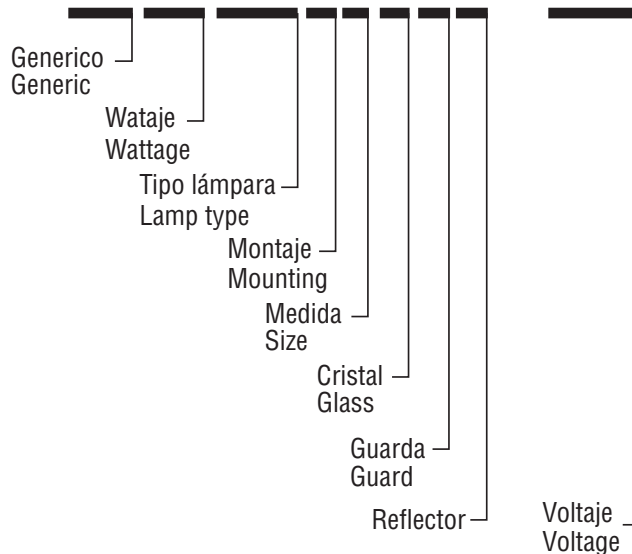 Generico
Generic
Wataje
Wattage
Tipo lámpara
Lamp type
Montaje
Mounting
Medida
Size
Cristal
Glass
Guarda
Guard
Reflector
Voltaje
Voltage